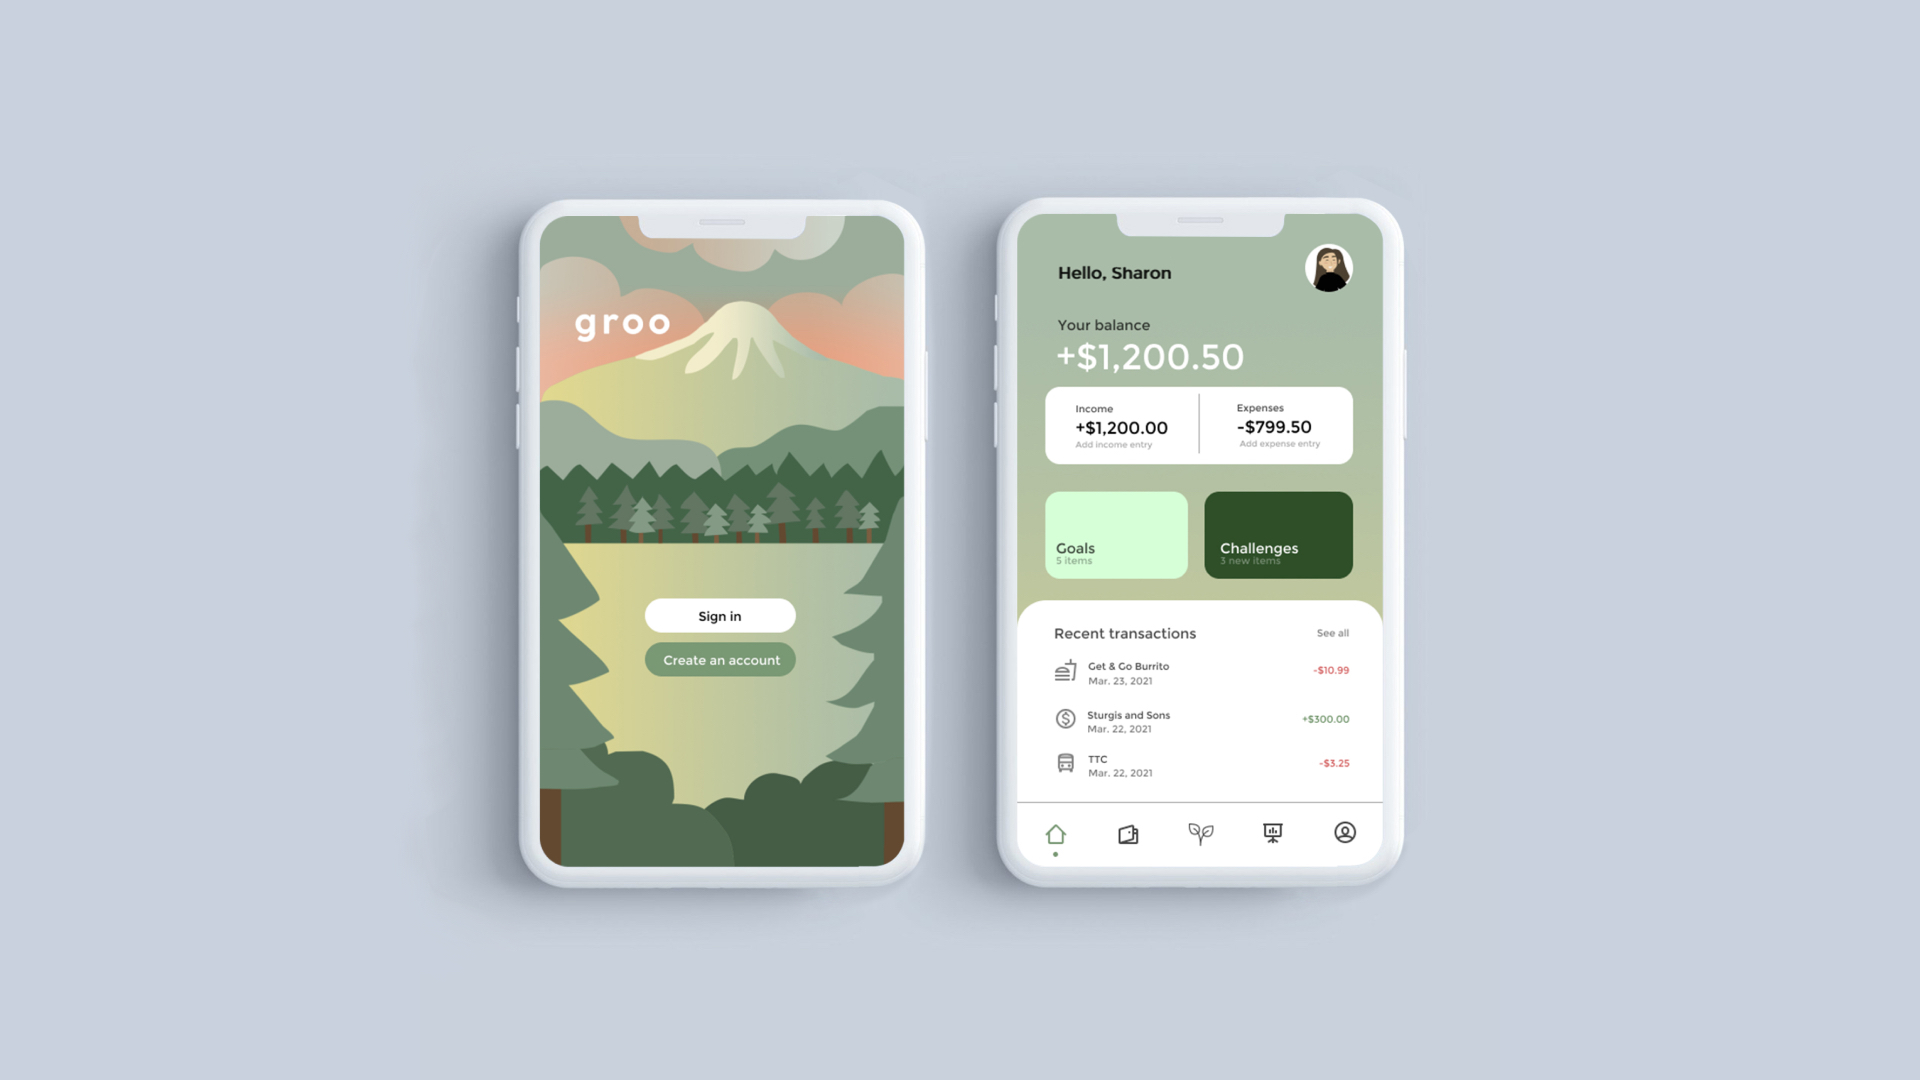 groo
Sign in
Create an account
Hello, Sharon
Your balance
+$1,200.50
Income
+$1,200.00
Add income entry
Expenses
-$799.50
Add expense entry
Goals
5 items
Challenges
3 new items
Recent transactions
See all
Get & Go Burrito
-$10.99
Mar. 23, 2021
Sturgis and Sons
+$300.00
Mar. 22, 2021
TTC
-$3.25
Mar. 22, 2021